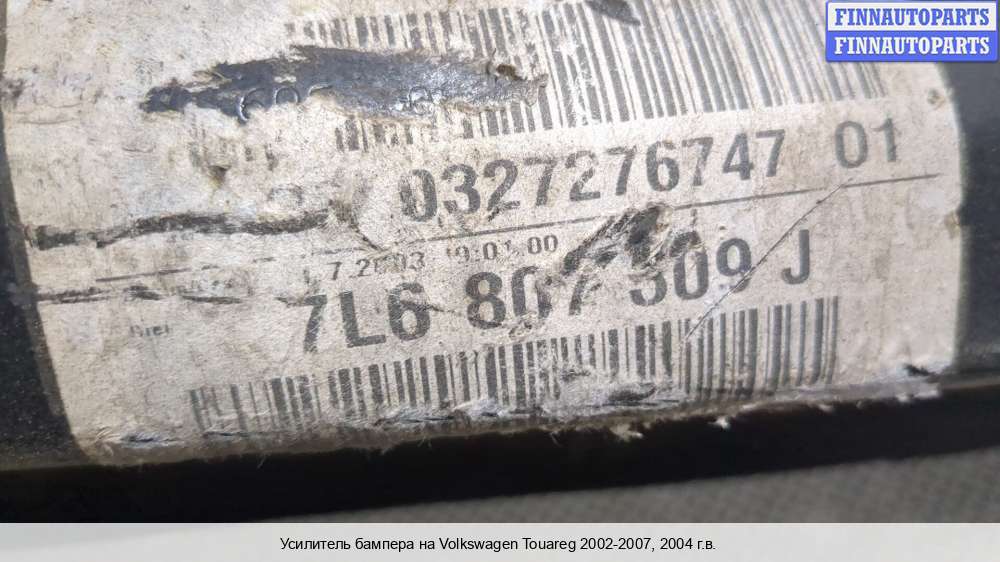 FINNAUTOPARTS
FINNAUTOPARTS
0327276747 01
7L6 807 309 J
Усилитель бампера на Volkswagen Touareg 2002-2007, 2004 г.в.